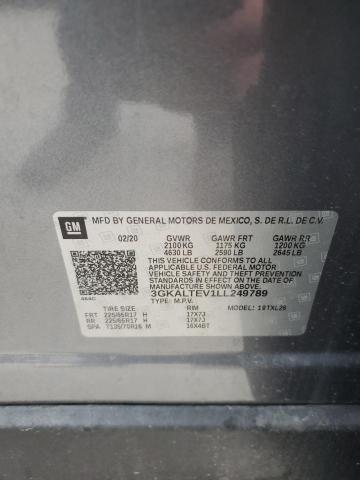 GM
MFD BY GENERAL MOTORS DE MEXICO, S. DE R.L. DE C.V.
02/20 GVWR GAWR FRT GAWR RR
2100 KG 1175 KG 1200 KG
4630 LB 2590 LB 2645 LB
THIS VEHICLE CONFORMS TO ALL
APPLICABLE U.S. FEDERAL MOTOR
VEHICLE SAFETY AND THEFT
PREVENTION STANDARDS IN EFFECT
ON THE DATE OF MANUFACTURE
SHOWN ABOVE.
3GKALTEV1LL249789
TYPE: M.P.V. MODEL: 19TXL26
TIRE SIZE RIM
FRT 225/65R17 H 17X7J
RR 225/65R17 H 17X7J
SPA T135/70R16 M 16X4BT